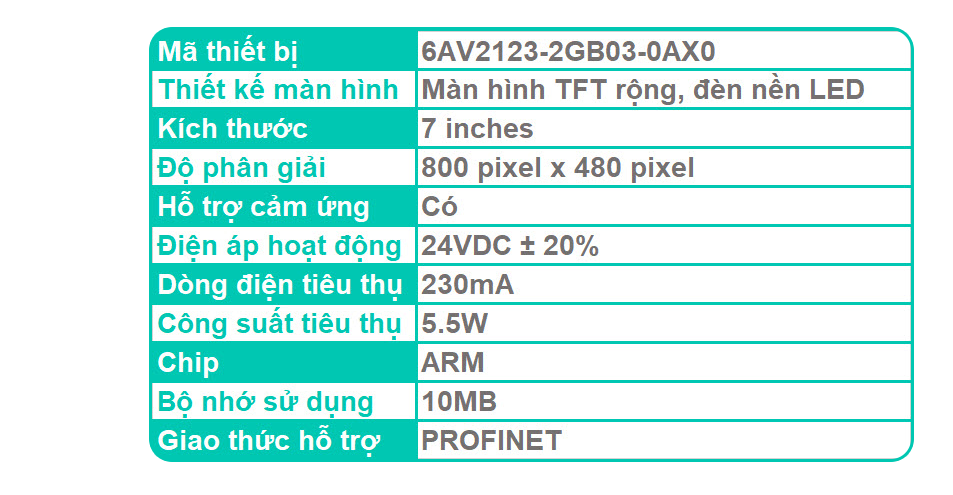 Mã thiết bị 6AV2123-2GB03-0AX0
Thiết kế màn hình Màn hình TFT rộng, đèn nền LED
Kích thước 7 inches
Độ phân giải 800 pixel x 480 pixel
Hỗ trợ cảm ứng Có
Điện áp hoạt động 24VDC ± 20%
Dòng điện tiêu thụ 230mA
Công suất tiêu thụ 5.5W
Chip ARM
Bộ nhớ sử dụng 10MB
Giao thức hỗ trợ PROFINET